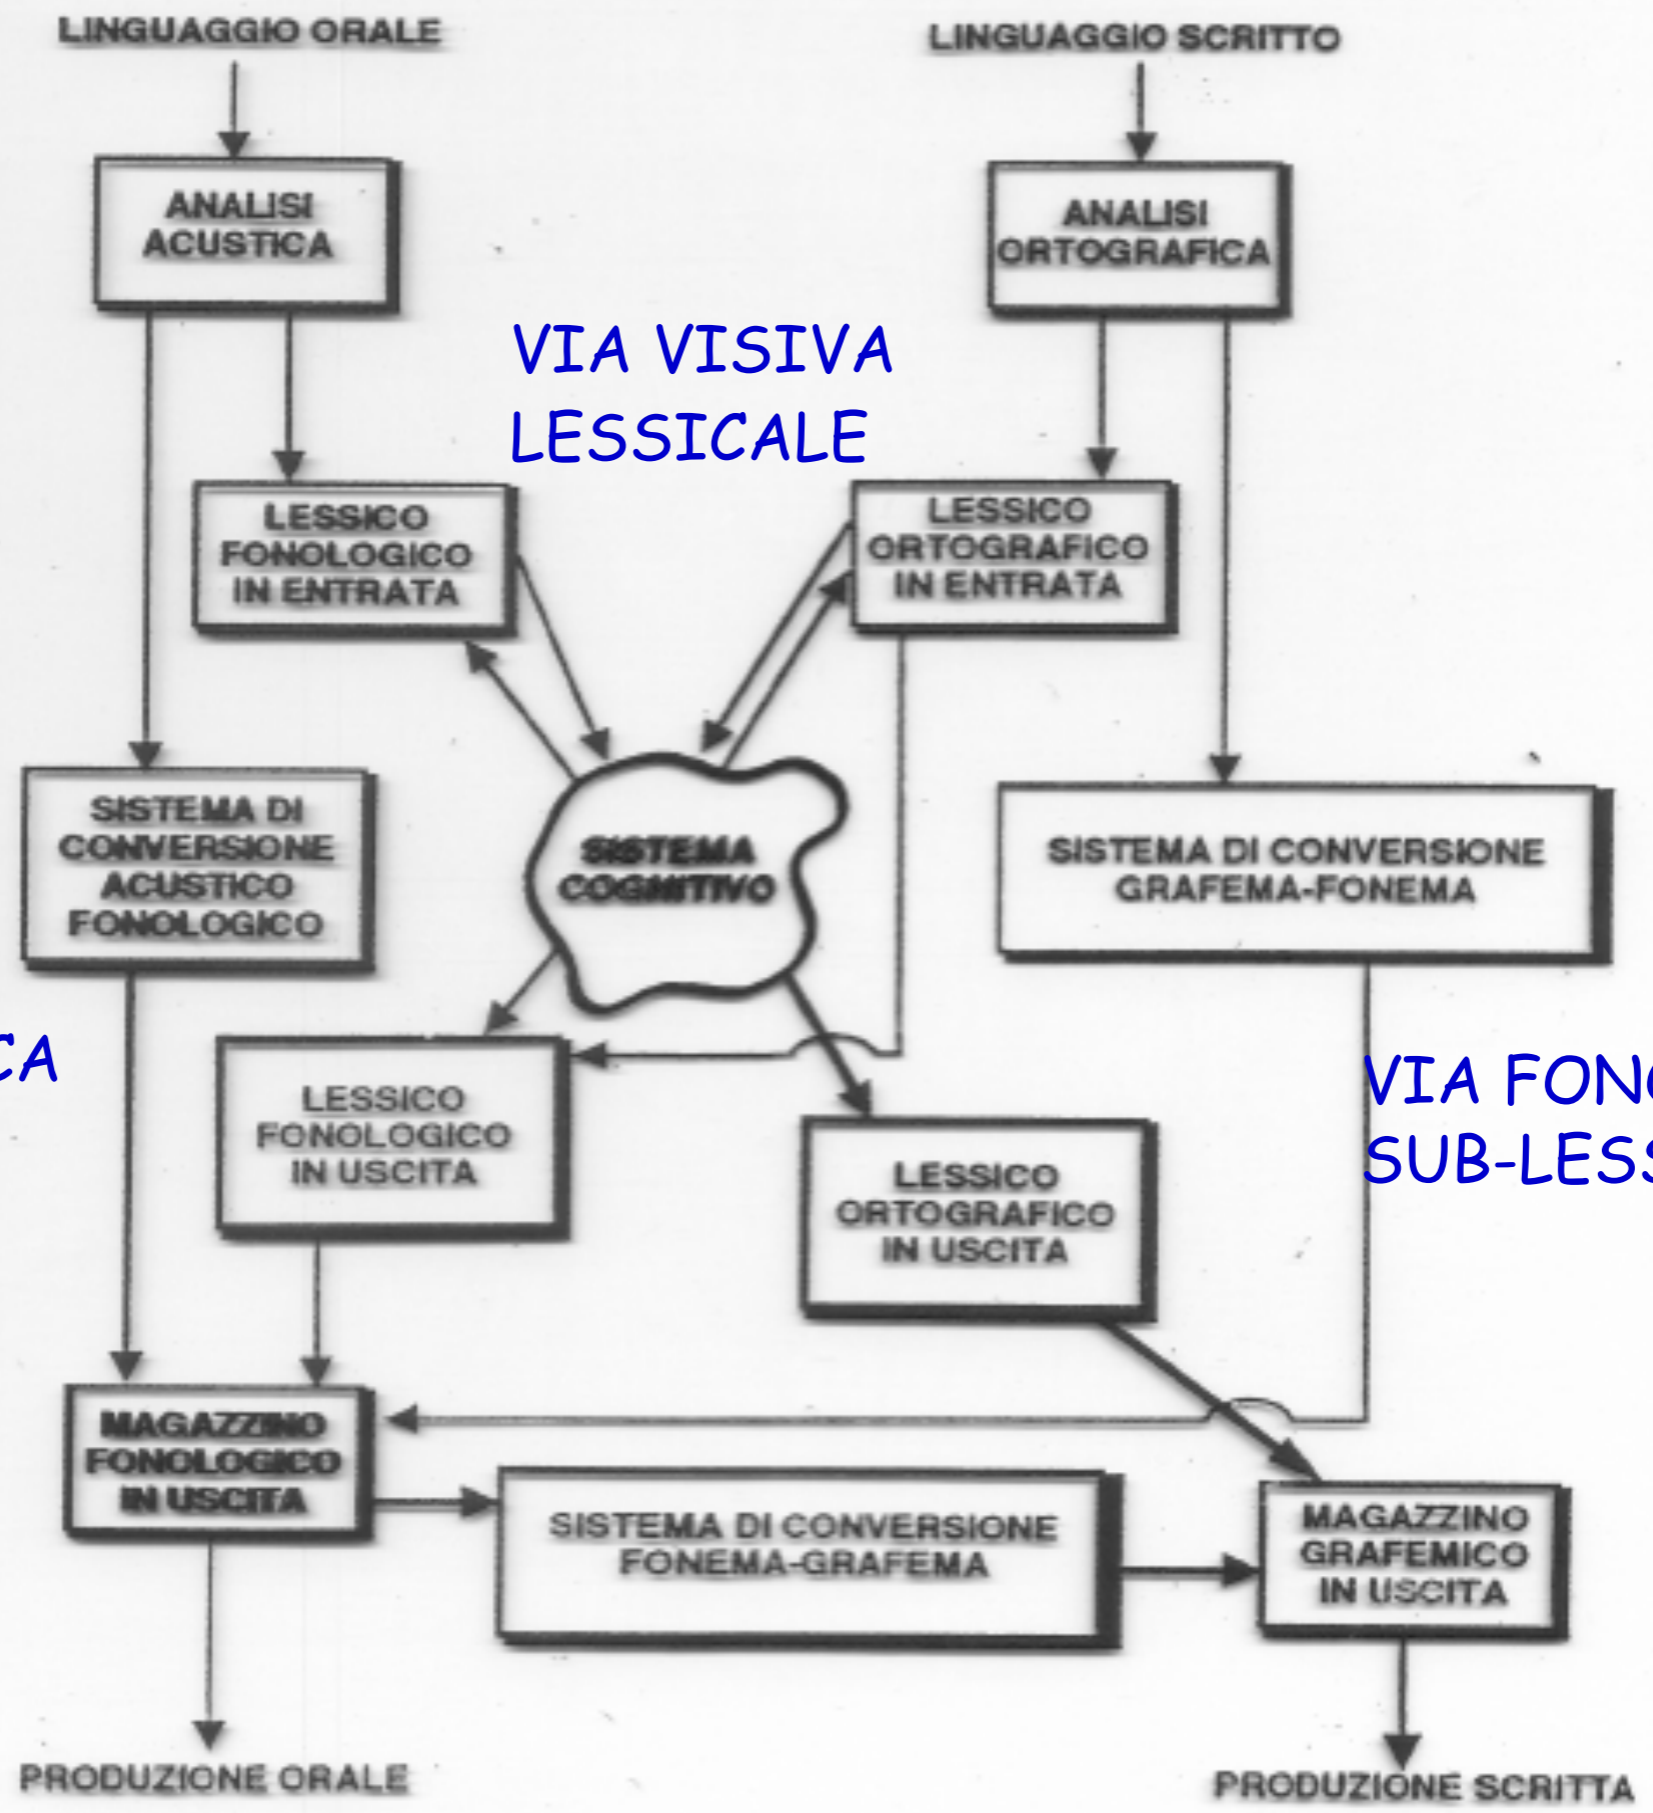 LINGUAGGIO ORALE
LINGUAGGIO SCRITTO
ANALISI
ACUSTICA
ANALISI
ORTOGRAFICA
VIA VISIVA
LESSICALE
LESSICO
FONOLOGICO
IN ENTRATA
LESSICO
ORTOGRAFICO
IN ENTRATA
SISTEMA DI
CONVERSIONE
ACUSTICO
FONOLOGICO
SISTEMA
COGNITIVO
SISTEMA DI CONVERSIONE
GRAFEMA-FONEMA
CA
VIA FONO
SUB-LESS
LESSICO
FONOLOGICO
IN USCITA
LESSICO
ORTOGRAFICO
IN USCITA
MAGAZZINO
FONOLOGICO
IN USCITA
SISTEMA DI CONVERSIONE
FONEMA-GRAFEMA
MAGAZZINO
GRAFEMICO
IN USCITA
PRODUZIONE ORALE
PRODUZIONE SCRITTA